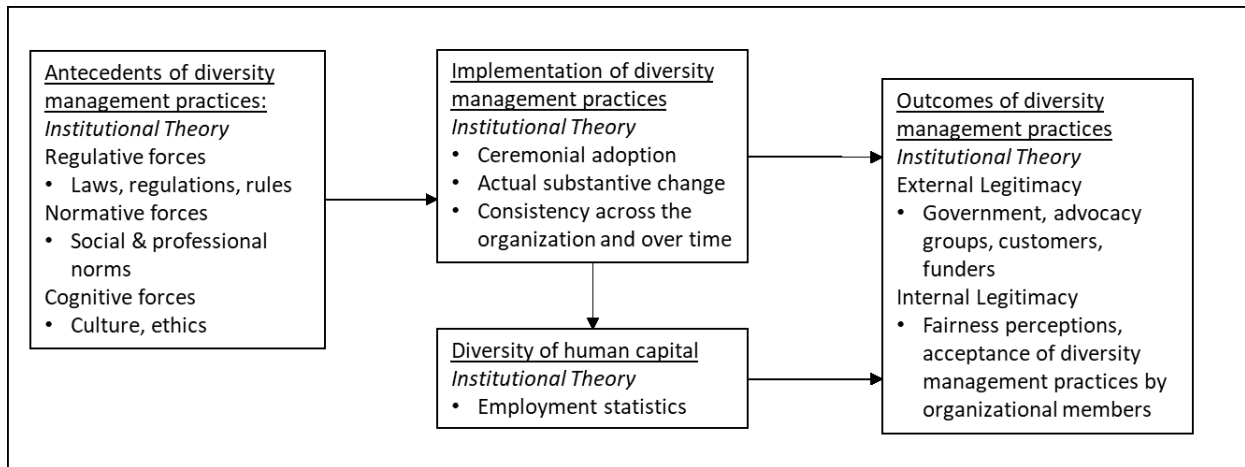 Antecedents of diversity
management practices:
Institutional Theory
Regulative forces
• Laws, regulations, rules
Normative forces
• Social & professional
norms
Cognitive forces
• Culture, ethics
Implementation of diversity
management practices
Institutional Theory
• Ceremonial adoption
• Actual substantive change
• Consistency across the
organization and over time
Diversity of human capital
Institutional Theory
• Employment statistics
Outcomes of diversity
management practices
Institutional Theory
External Legitimacy
• Government, advocacy
groups, customers,
funders
Internal Legitimacy
• Fairness perceptions,
acceptance of diversity
management practices by
organizational members